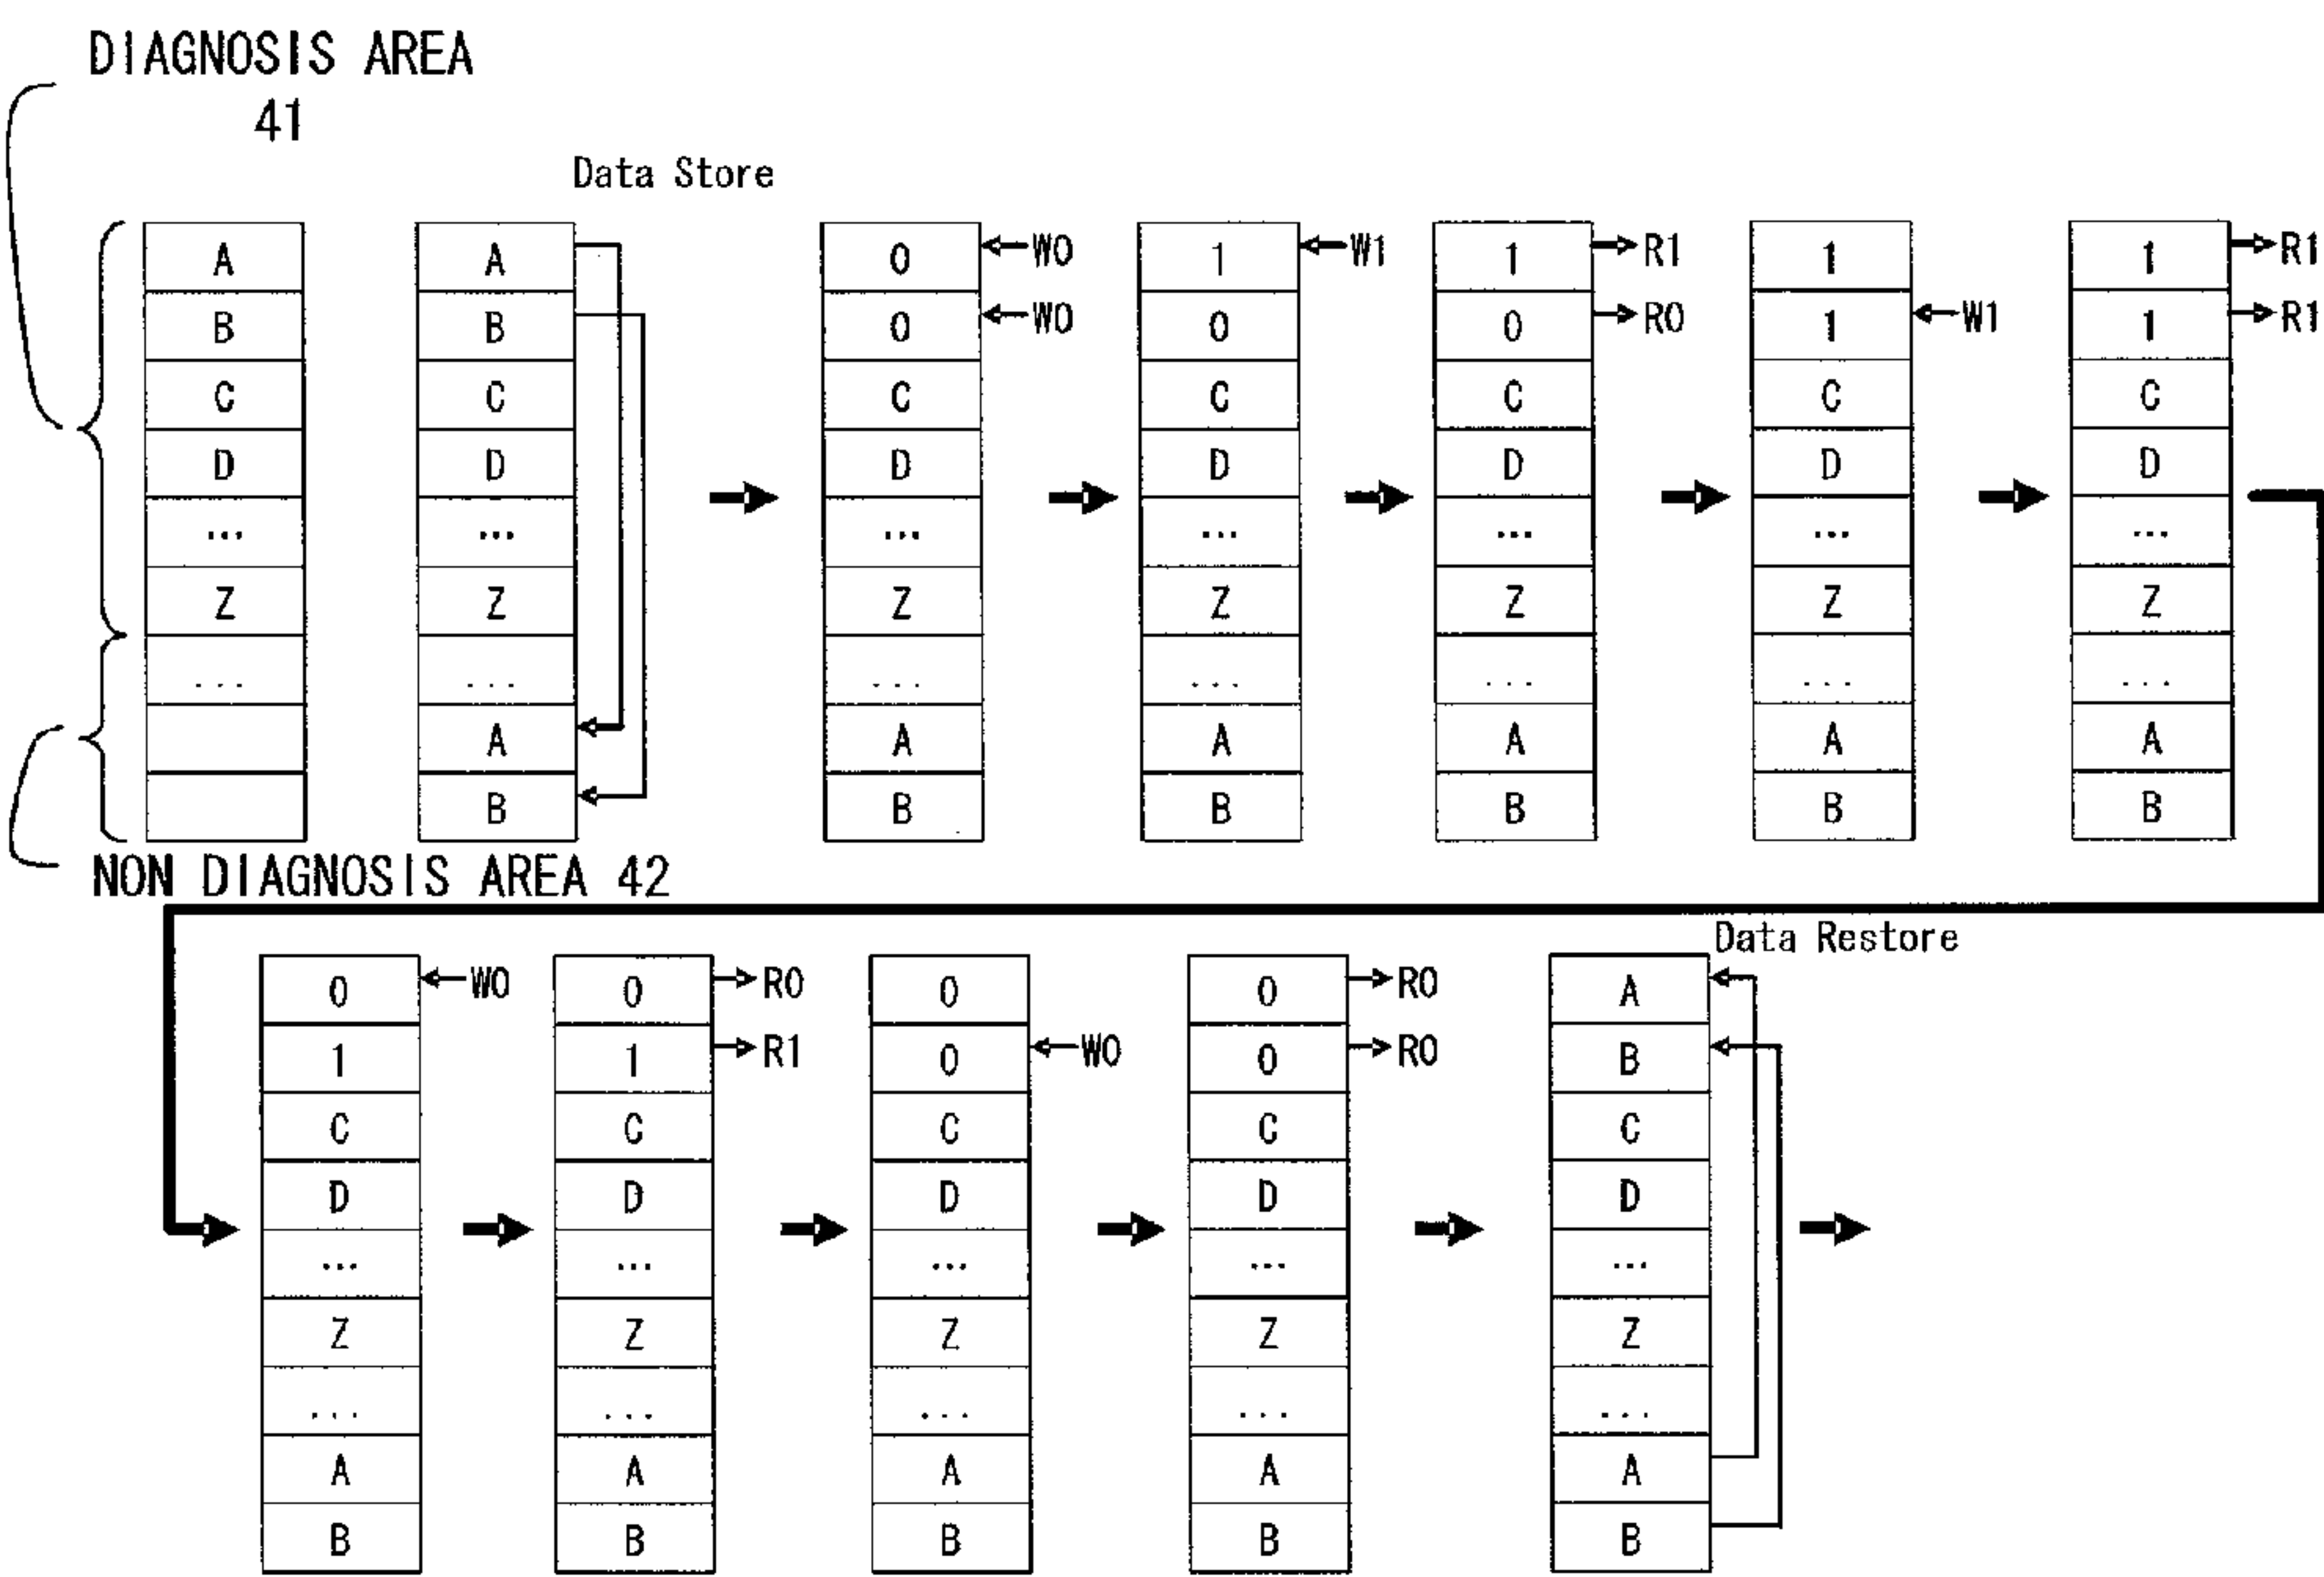 DIAGNOSIS AREA
41
Data Store
A A 0 ←W0 1 ←W1 1 →R1 1 1 →R1
B B 0 ←W0 0 0 →R0 1 ←W1 1 →R1
C C C C C C C
D D D D D D D
... ... ... ... ... ... ...
Z Z Z Z Z Z Z
... ... ... ... ... ... ...
A A A A A A
B B B B B B
NON DIAGNOSIS AREA 42
Data Restore
0 ←W0 0 →R0 0 0 →R0 A
1 1 →R1 0 ←W0 0 →R0 B
C C C C C
D D D D D
... ... ... ... ...
Z Z Z Z Z
... ... ... ... ...
A A A A A
B B B B B